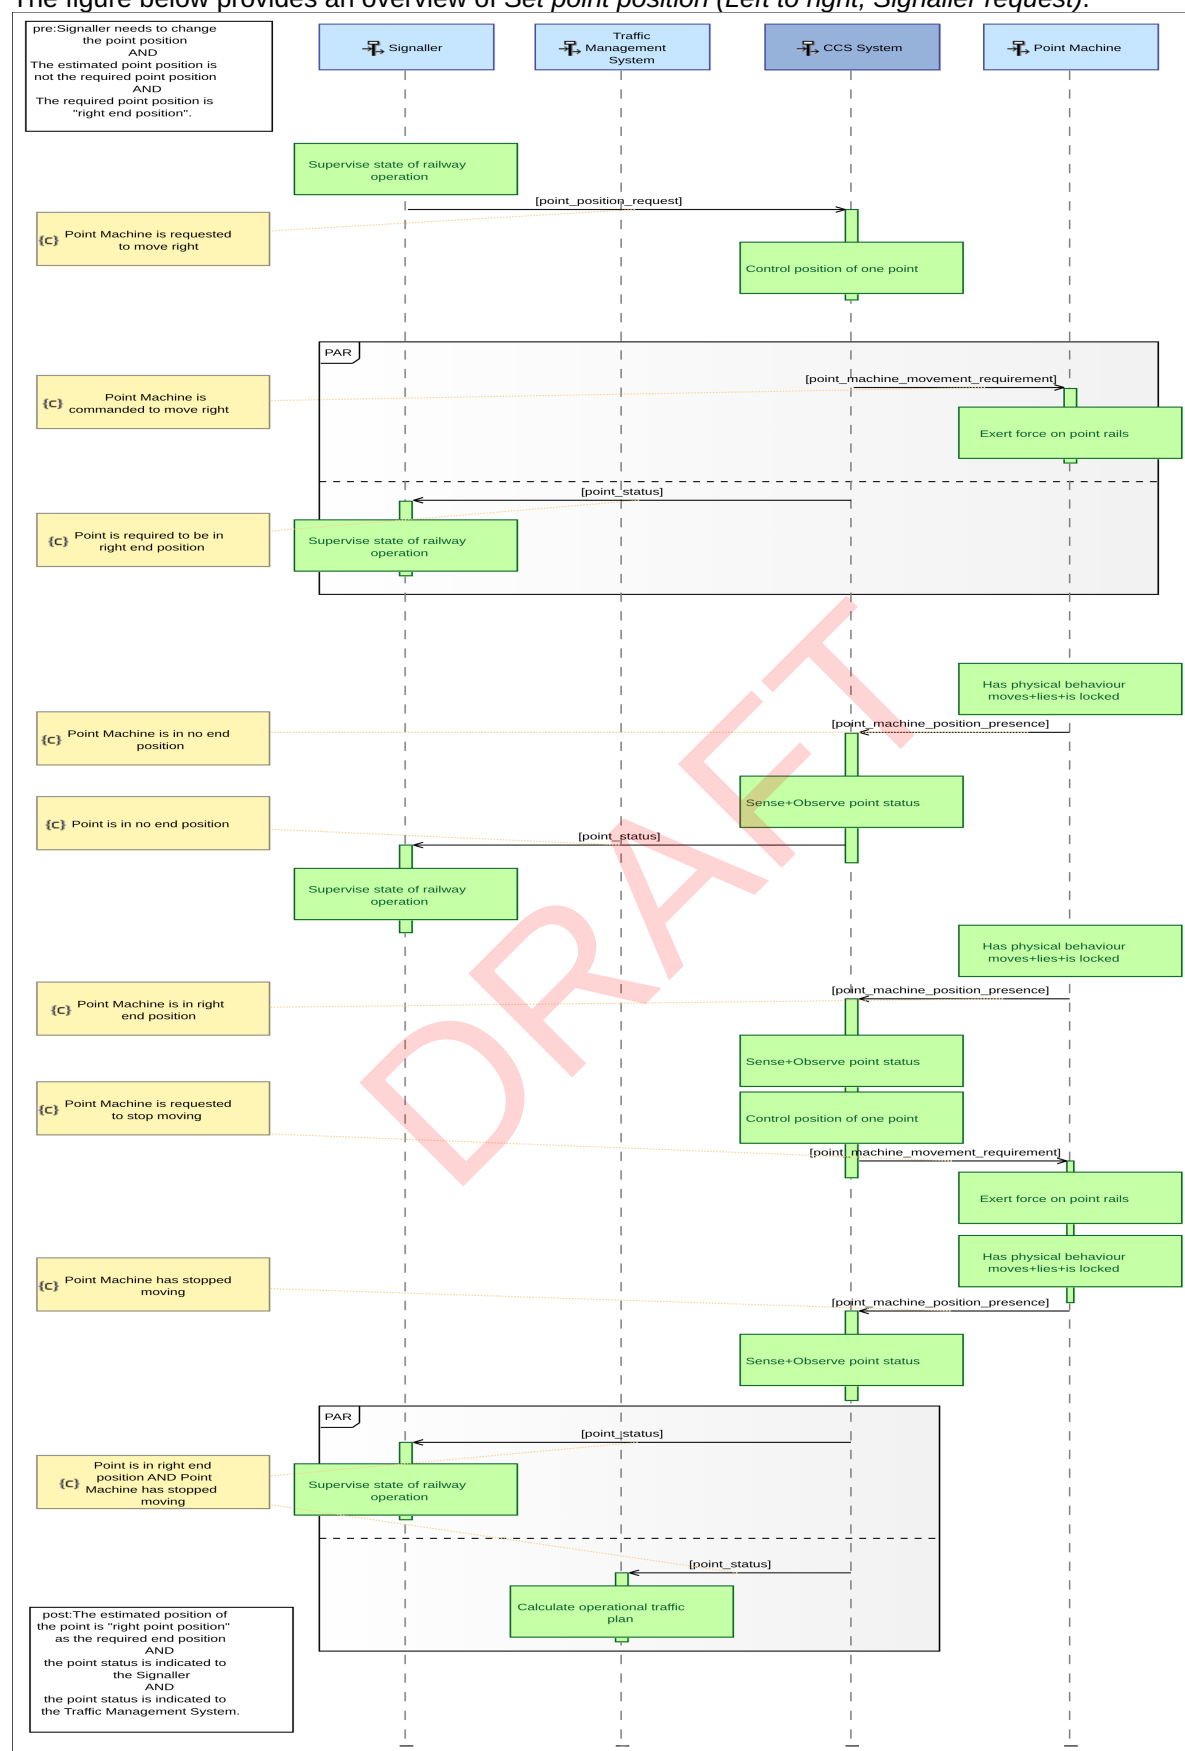 The figure below provides an overview of Set point position (Left to right, Signaller request).
pre:Signaller needs to change
the point position
AND
The estimated point position is
not the required point position
AND
The required point position is
"right end position".
Signaller
Traffic
Management
System
CCS System
Point Machine
Supervise state of railway
operation
[point_position_request]
{c} Point Machine is requested
to move right
Control position of one point
PAR
[point_machine_movement_requirement]
{c} Point Machine is
commanded to move right
Exert force on point rails
[point_status]
{c} Point is required to be in
right end position
Supervise state of railway
operation
Has physical behaviour
moves+lies+is locked
[point_machine_position_presence]
{c} Point Machine is in no end
position
Sense+Observe point status
{c} Point is in no end position
[point_status]
Supervise state of railway
operation
Has physical behaviour
moves+lies+is locked
[point_machine_position_presence]
{c} Point Machine is in right
end position
Sense+Observe point status
{c} Point Machine is requested
to stop moving
Control position of one point
[point_machine_movement_requirement]
Exert force on point rails
Has physical behaviour
moves+lies+is locked
{c} Point Machine has stopped
moving
[point_machine_position_presence]
Sense+Observe point status
PAR
[point_status]
{c} Point is in right end
position AND Point
Machine has stopped
moving
Supervise state of railway
operation
[point_status]
Calculate operational traffic
plan
post:The estimated position of
the point is "right point position"
as the required end position
AND
the point status is indicated to
the Signaller
AND
the point status is indicated to
the Traffic Management System.
DRAFT